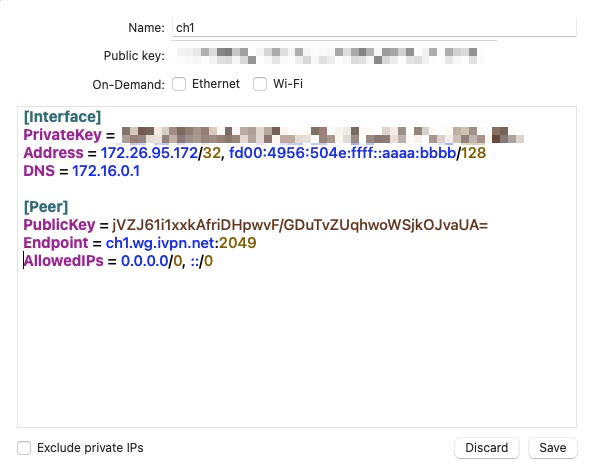 Name: ch1
Public key:
On-Demand: Ethernet Wi-Fi
[Interface]
PrivateKey =
Address = 172.26.95.172/32, fd00:4956:504e:ffff::aaaa:bbbb/128
DNS = 172.16.0.1
[Peer]
PublicKey = jVZJ61i1xxkAfriDHpwvF/GDuTvZUqhwoWSjkOJvaUA=
Endpoint = ch1.wg.ivpn.net:2049
AllowedIPs = 0.0.0.0/0, ::/0
Exclude private IPs Discard Save